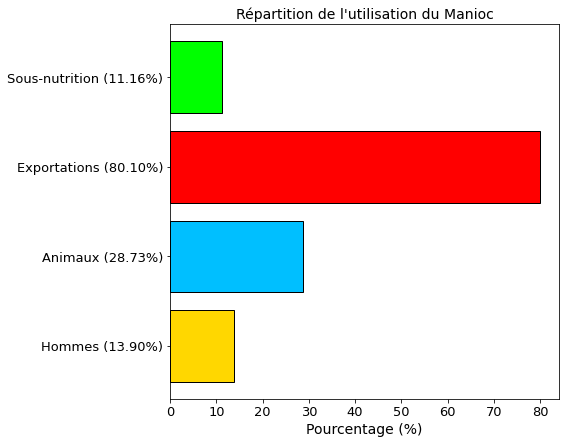 Répartition de l'utilisation du Manioc
Sous-nutrition (11.16%)
Exportations (80.10%)
Animaux (28.73%)
Hommes (13.90%)
0 10 20 30 40 50 60 70 80
Pourcentage (%)